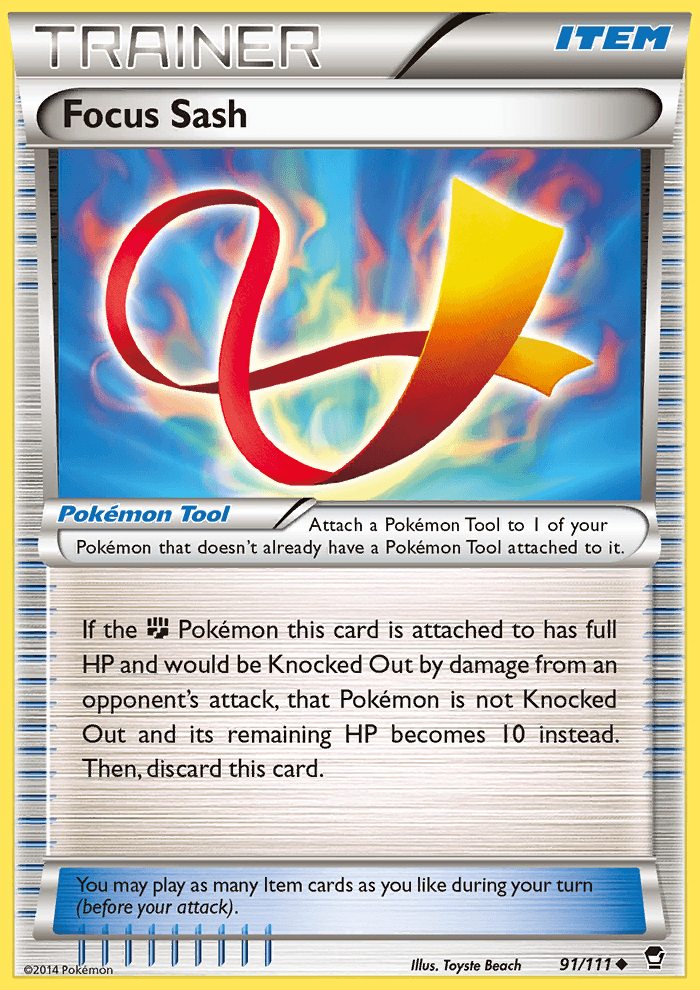 TRAINER
ITEM
Focus Sash
Pokémon Tool
Attach a Pokémon Tool to 1 of your
Pokémon that doesn't already have a Pokémon Tool attached to it.
If the Pokémon this card is attached to has full
HP and would be Knocked Out by damage from an
opponent's attack, that Pokémon is not Knocked
Out and its remaining HP becomes 10 instead.
Then, discard this card.
You may play as many Item cards as you like during your turn
(before your attack).
©2014 Pokémon
Illus. Toyste Beach
91/111